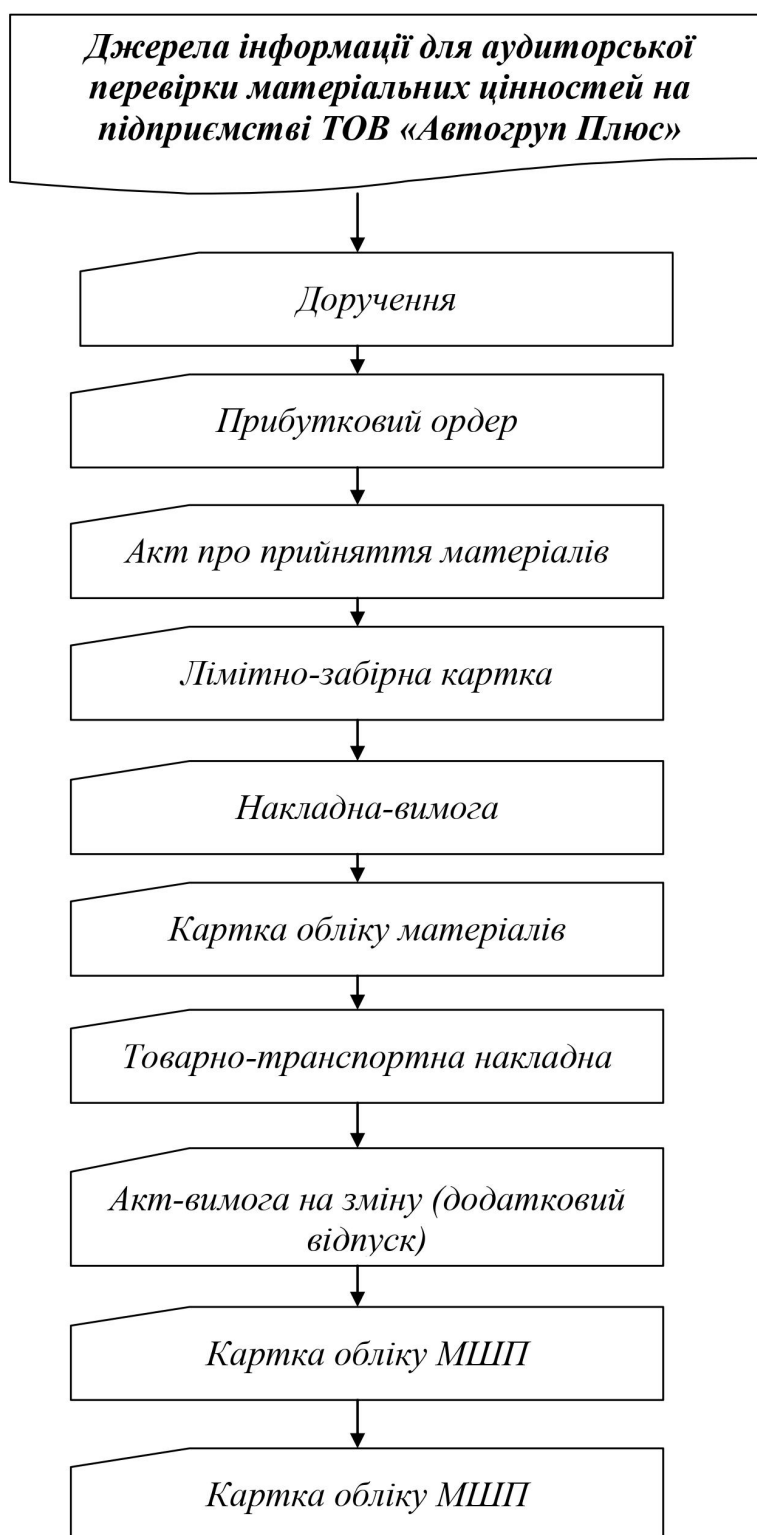 Джерела інформації для аудиторської
перевірки матеріальних цінностей на
підприємстві ТОВ «Автогруп Плюс»
Доручення
Прибутковий ордер
Акт про прийняття матеріалів
Лімітно-забірна картка
Накладна-вимога
Картка обліку матеріалів
Товарно-транспортна накладна
Акт-вимога на зміну (додатковий
відпуск)
Картка обліку МШП
Картка обліку МШП